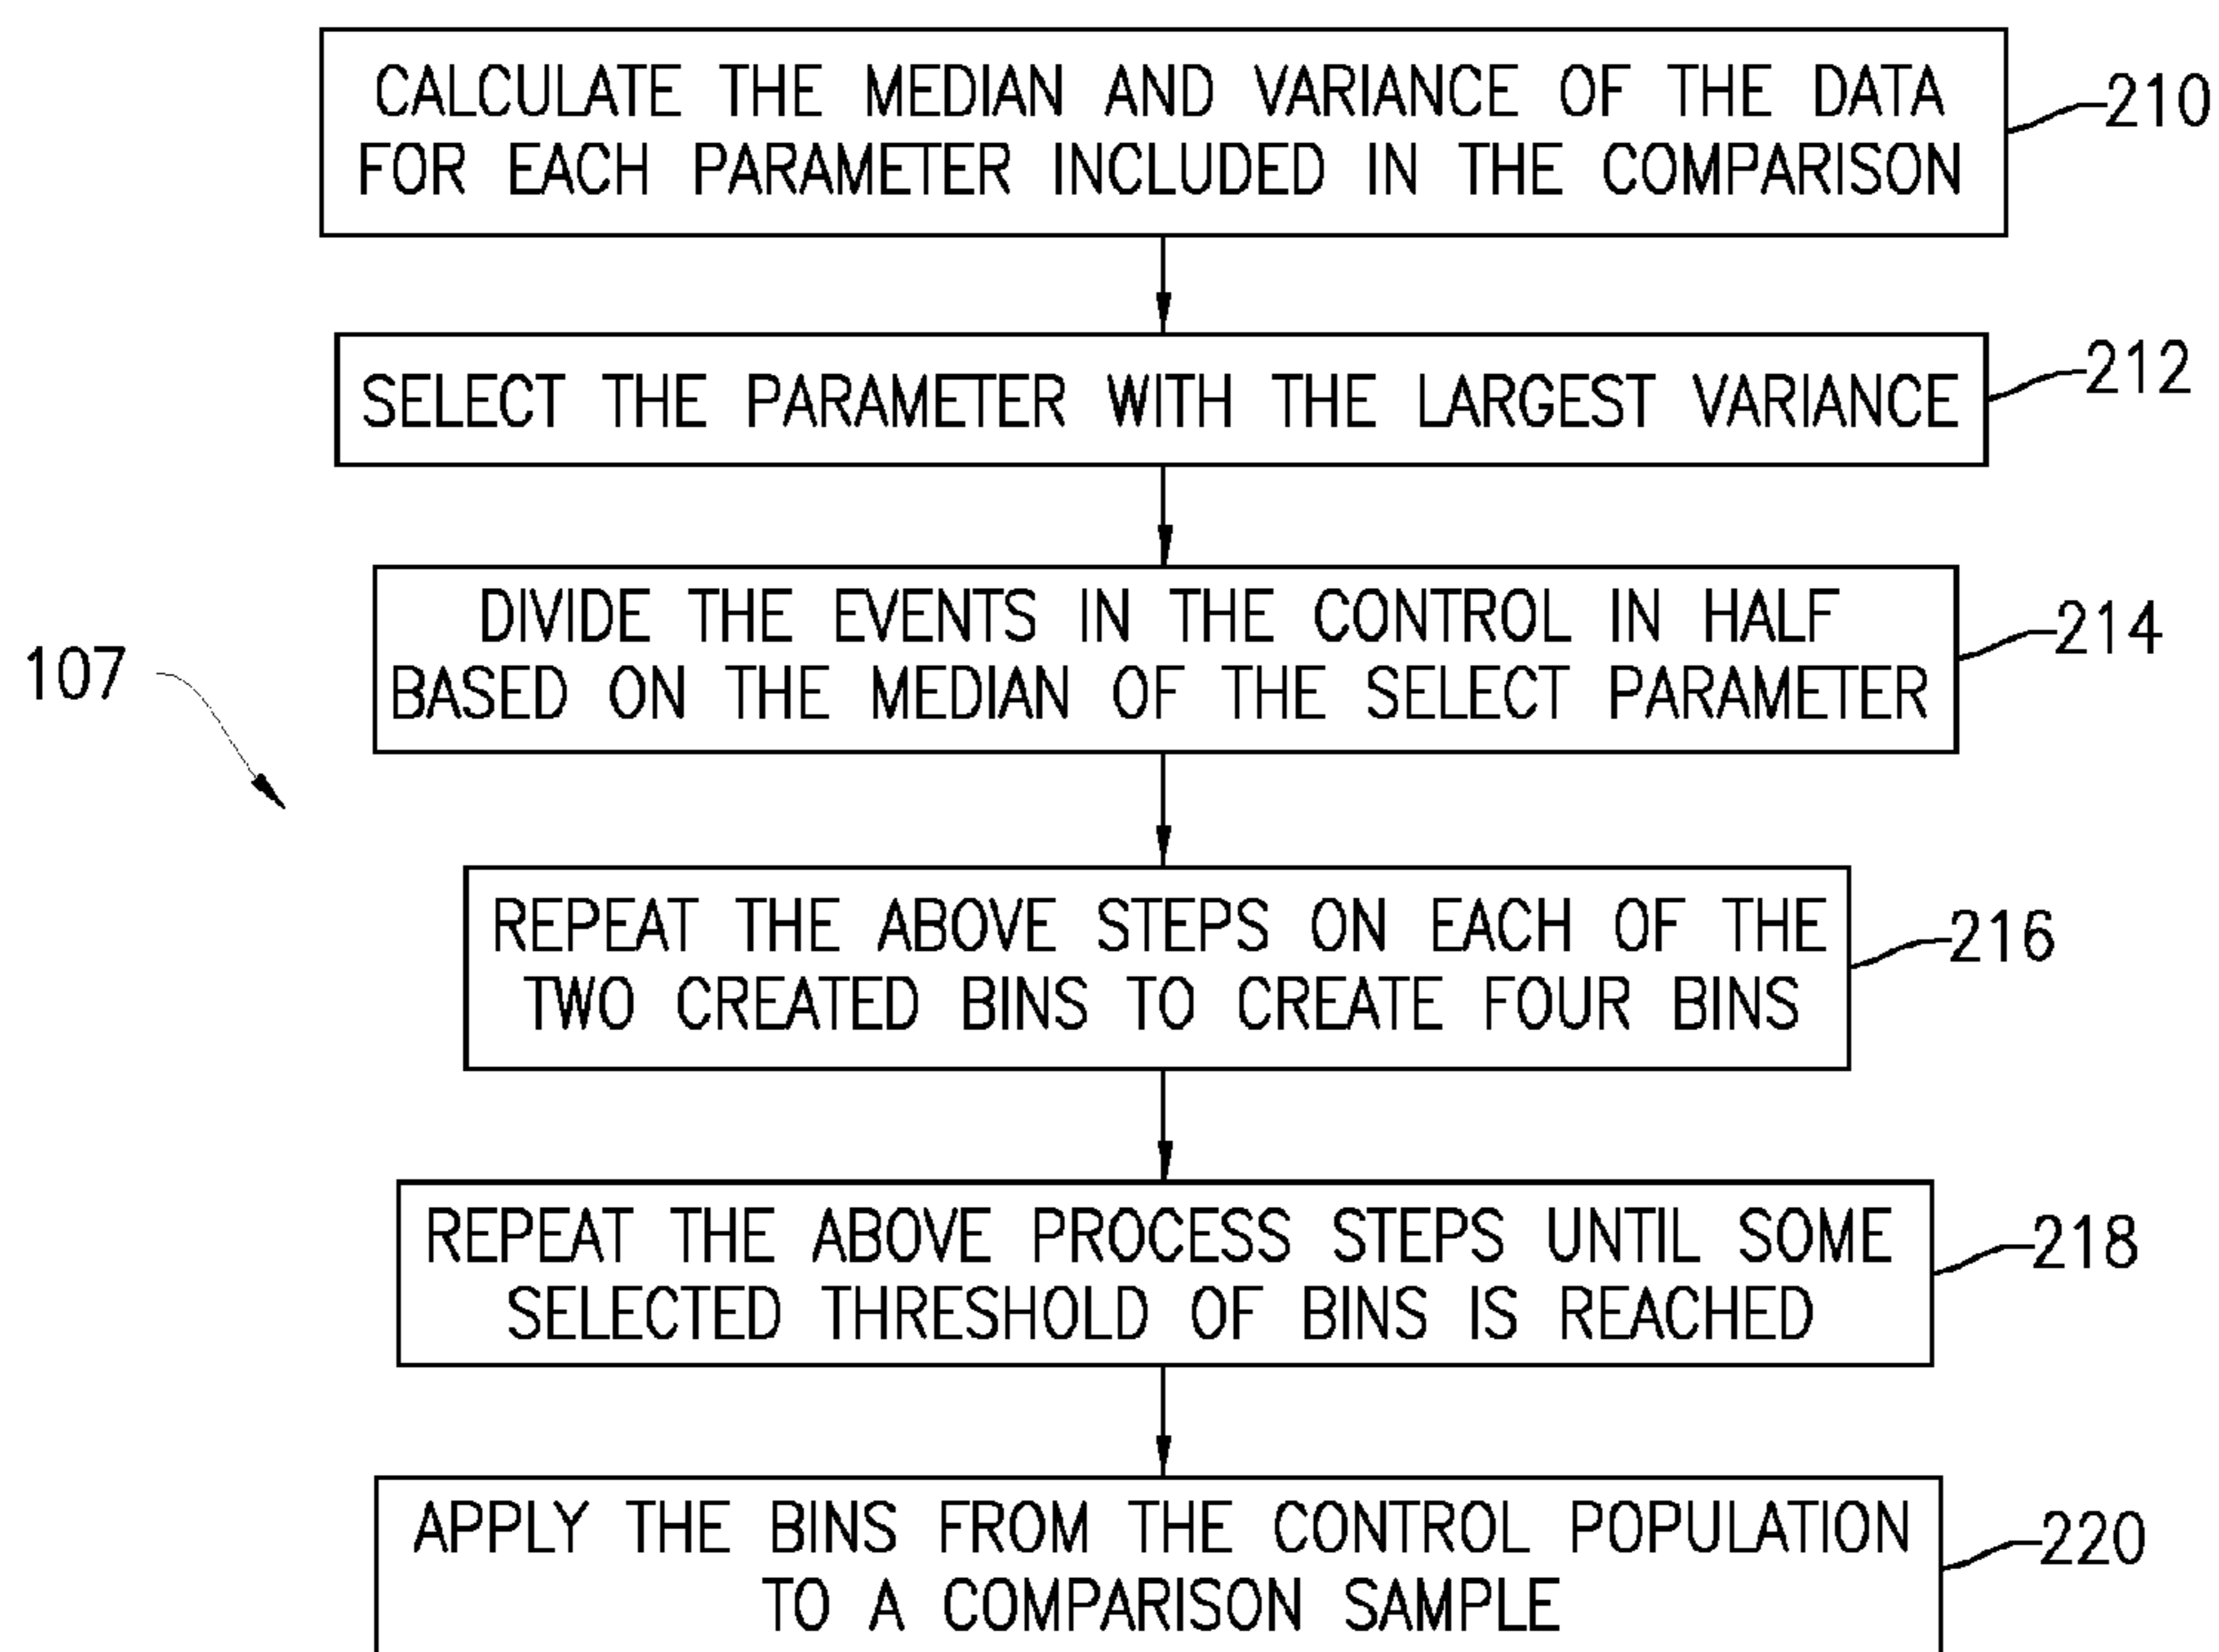 CALCULATE THE MEDIAN AND VARIANCE OF THE DATA
FOR EACH PARAMETER INCLUDED IN THE COMPARISON
210
SELECT THE PARAMETER WITH THE LARGEST VARIANCE
212
DIVIDE THE EVENTS IN THE CONTROL IN HALF
BASED ON THE MEDIAN OF THE SELECT PARAMETER
214
107
REPEAT THE ABOVE STEPS ON EACH OF THE
TWO CREATED BINS TO CREATE FOUR BINS
216
REPEAT THE ABOVE PROCESS STEPS UNTIL SOME
SELECTED THRESHOLD OF BINS IS REACHED
218
APPLY THE BINS FROM THE CONTROL POPULATION
TO A COMPARISON SAMPLE
220